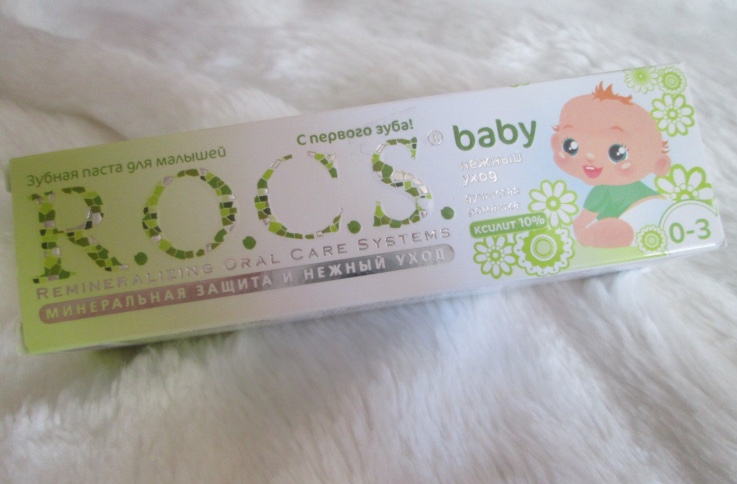 Зубная паста для малышей
С первого зуба!
R.O.C.S.® baby
нежный
уход
REMINERALIZING ORAL CARE SYSTEMS
МИНЕРАЛЬНАЯ ЗАЩИТА И НЕЖНЫЙ УХОД
КСИЛИТ 10%
0-3